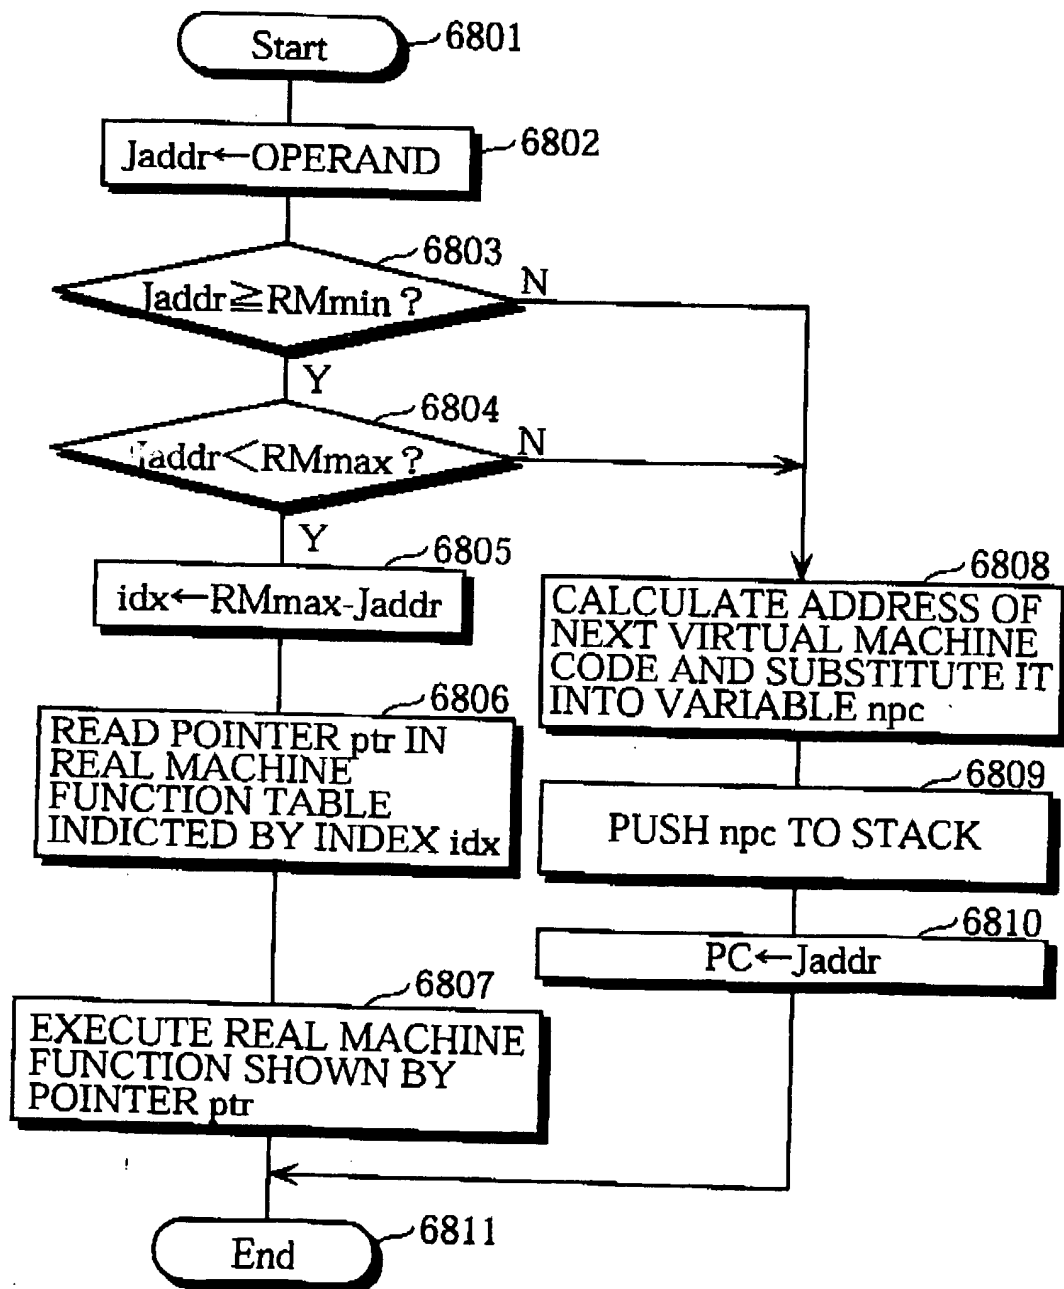 Start
6801
Jaddr←OPERAND
6802
6803
Jaddr≧RMmin ?
N
Y
6804
Jaddr<RMmax ?
N
Y
6805
idx←RMmax-Jaddr
6806
READ POINTER ptr IN
REAL MACHINE
FUNCTION TABLE
INDICTED BY INDEX idx
6807
EXECUTE REAL MACHINE
FUNCTION SHOWN BY
POINTER ptr
6808
CALCULATE ADDRESS OF
NEXT VIRTUAL MACHINE
CODE AND SUBSTITUTE IT
INTO VARIABLE npc
6809
PUSH npc TO STACK
6810
PC←Jaddr
End
6811